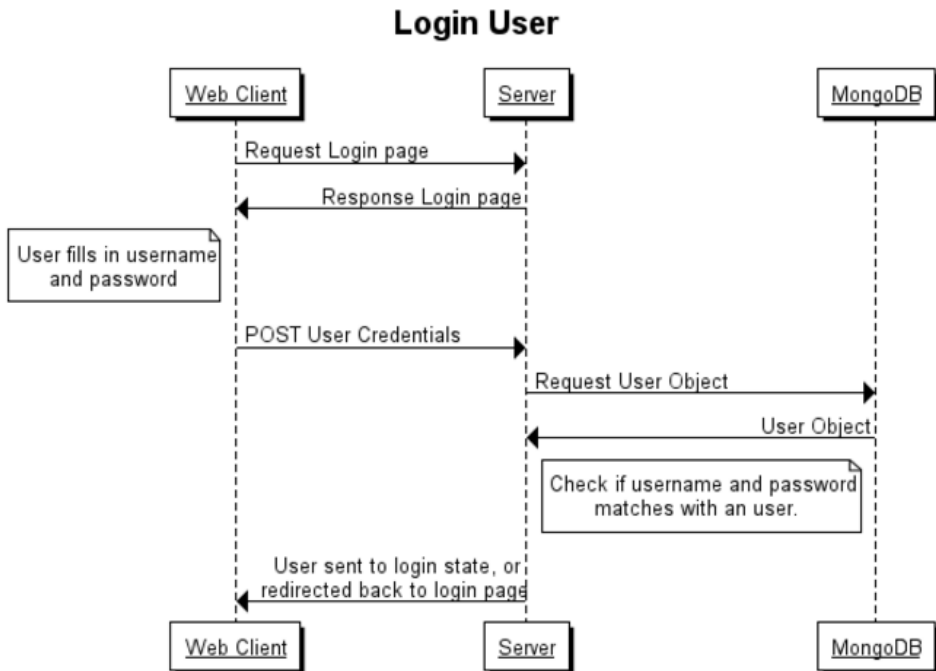 Login User
Web Client
Server
MongoDB
Request Login page
Response Login page
User fills in username
and password
POST User Credentials
Request User Object
User Object
Check if username and password
matches with an user.
User sent to login state, or
redirected back to login page
Web Client
Server
MongoDB